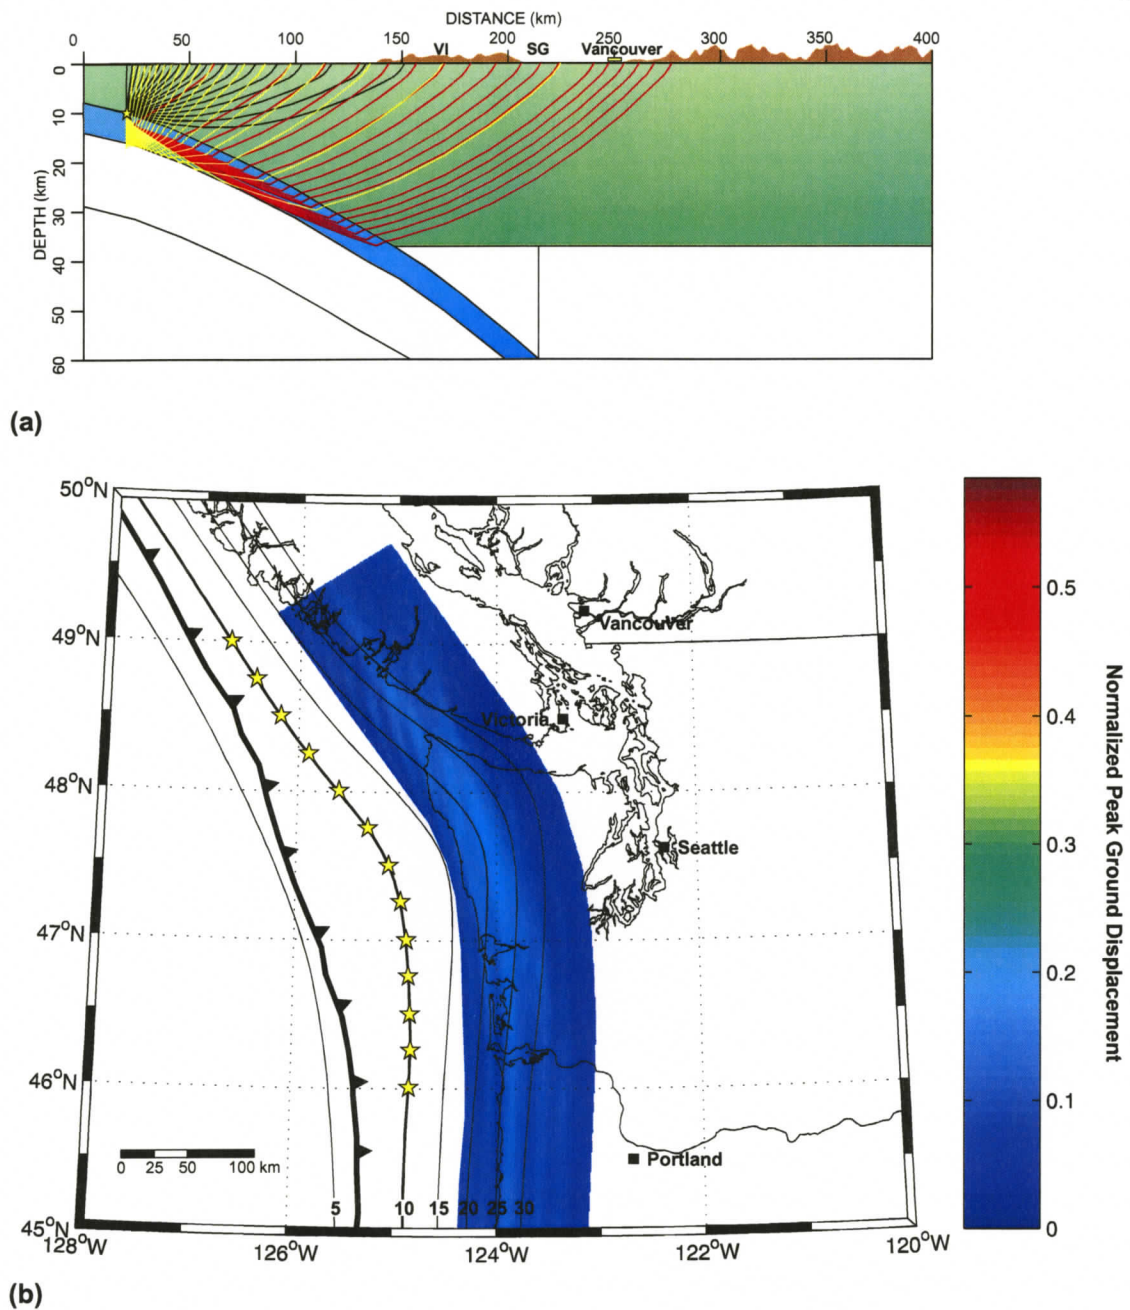 DISTANCE (km)
0 50 100 150 200 250 300 350 400
VI SG Vancouver
0
10
20
30
40
50
60
DEPTH (km)
(a)
50°N
49°N
48°N
47°N
46°N
45°N
Vancouver
Victoria
Seattle
Portland
0 25 50 100 km
5 10 15 20 25 30
128°W 126°W 124°W 122°W 120°W
0.5
0.4
0.3
0.2
0.1
0
Normalized Peak Ground Displacement
(b)